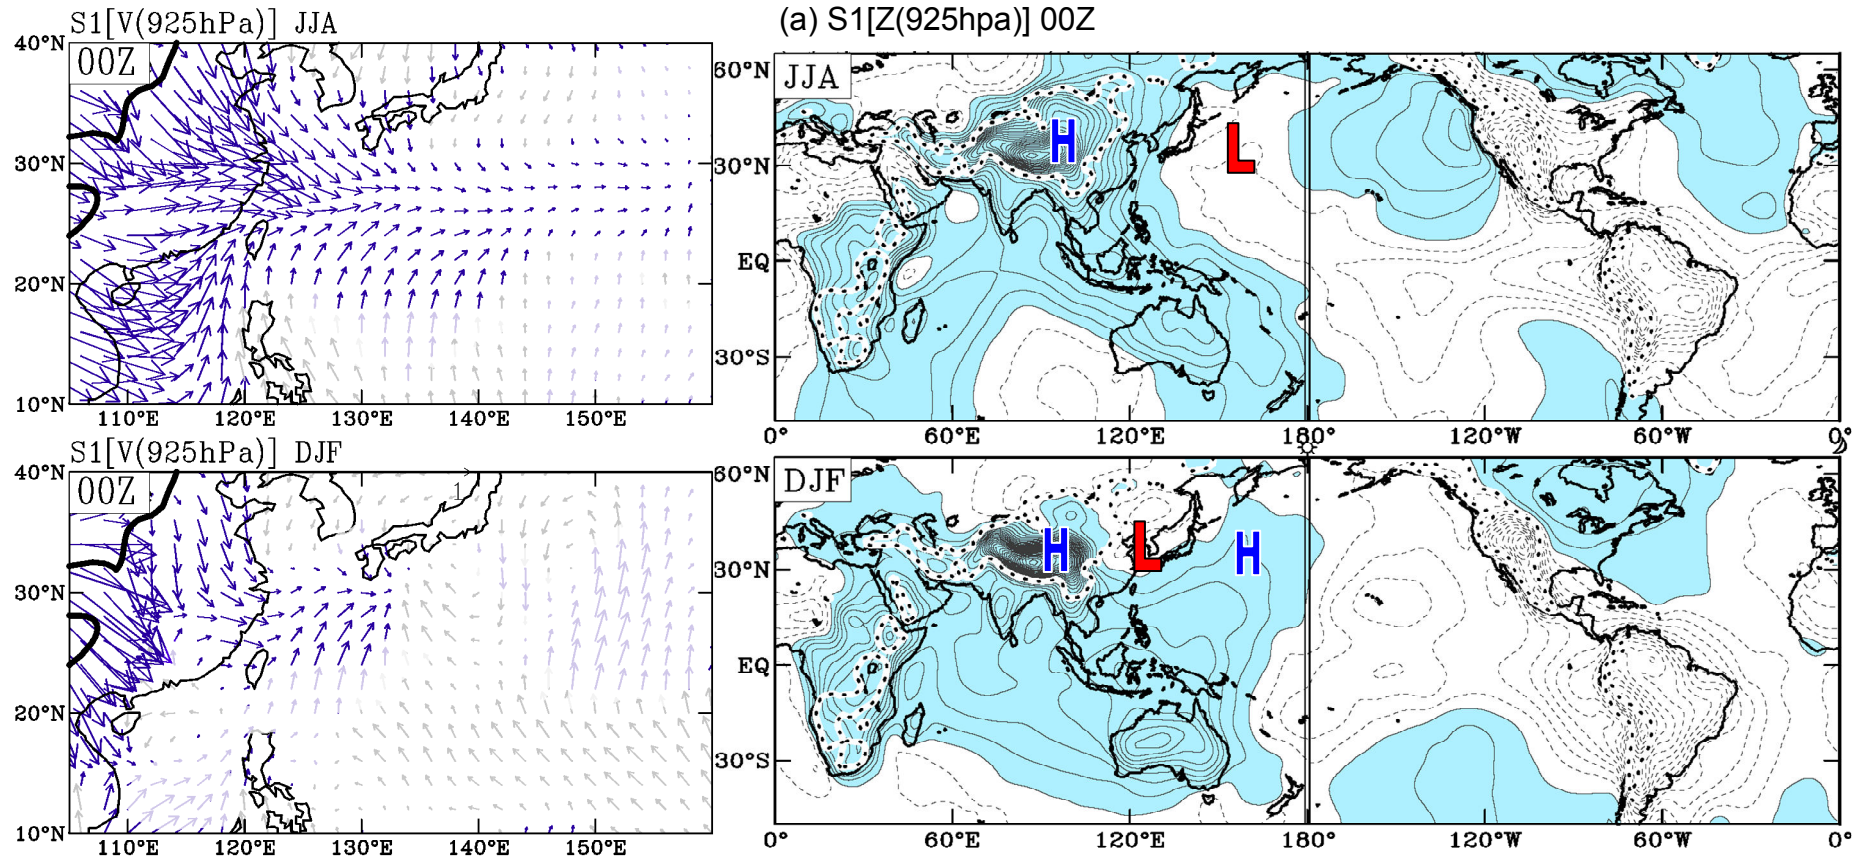 S1[V(925hPa)] JJA
00Z
40°N
30°N
20°N
10°N
110°E 120°E 130°E 140°E 150°E
S1[V(925hPa)] DJF
00Z
1
40°N
30°N
20°N
10°N
110°E 120°E 130°E 140°E 150°E
(a) S1[Z(925hpa)] 00Z
JJA
60°N
30°N
EQ
30°S
H
L
0° 60°E 120°E 180° 120°W 60°W 0°
DJF
60°N
30°N
EQ
30°S
H
L
H
0° 60°E 120°E 180° 120°W 60°W 0°